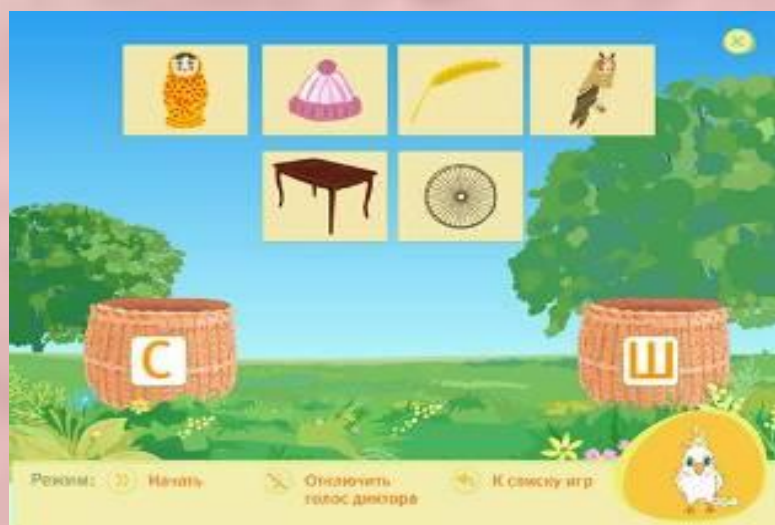 С
Ш
Режим:
Начать
Отключить
голос диктора
К списку игр